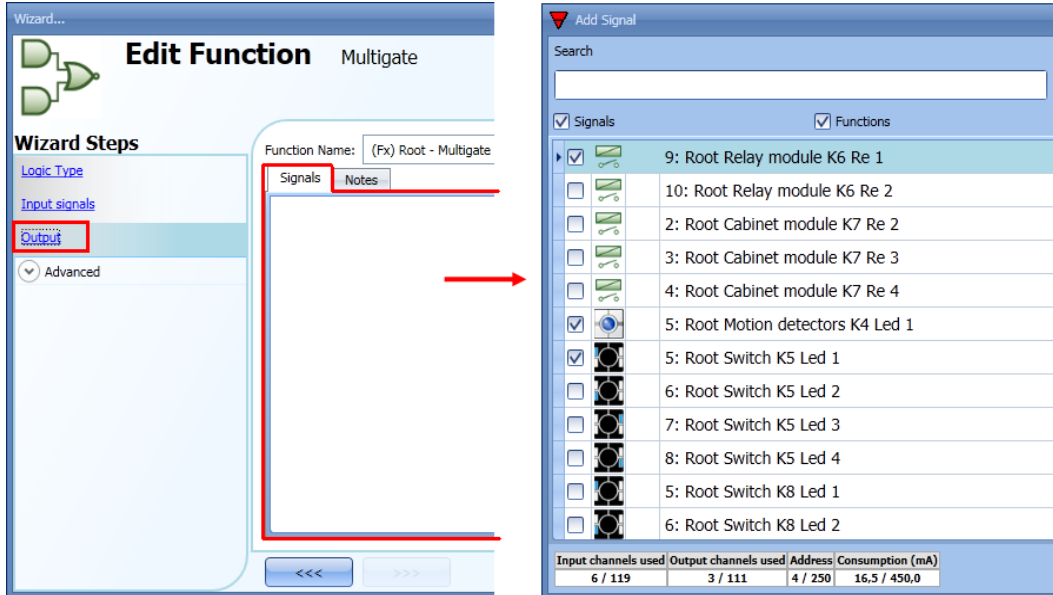 Wizard...
Edit Function Multigate
Wizard Steps
Logic Type
Input signals
Output
Advanced
Function Name: (Fx) Root - Multigate
Signals Notes
<<< >>>
Add Signal
Search
Signals Functions
9: Root Relay module K6 Re 1
10: Root Relay module K6 Re 2
2: Root Cabinet module K7 Re 2
3: Root Cabinet module K7 Re 3
4: Root Cabinet module K7 Re 4
5: Root Motion detectors K4 Led 1
5: Root Switch K5 Led 1
6: Root Switch K5 Led 2
7: Root Switch K5 Led 3
8: Root Switch K5 Led 4
5: Root Switch K8 Led 1
6: Root Switch K8 Led 2
Input channels used Output channels used Address Consumption (mA)
6 / 119 3 / 111 4 / 250 16,5 / 450,0